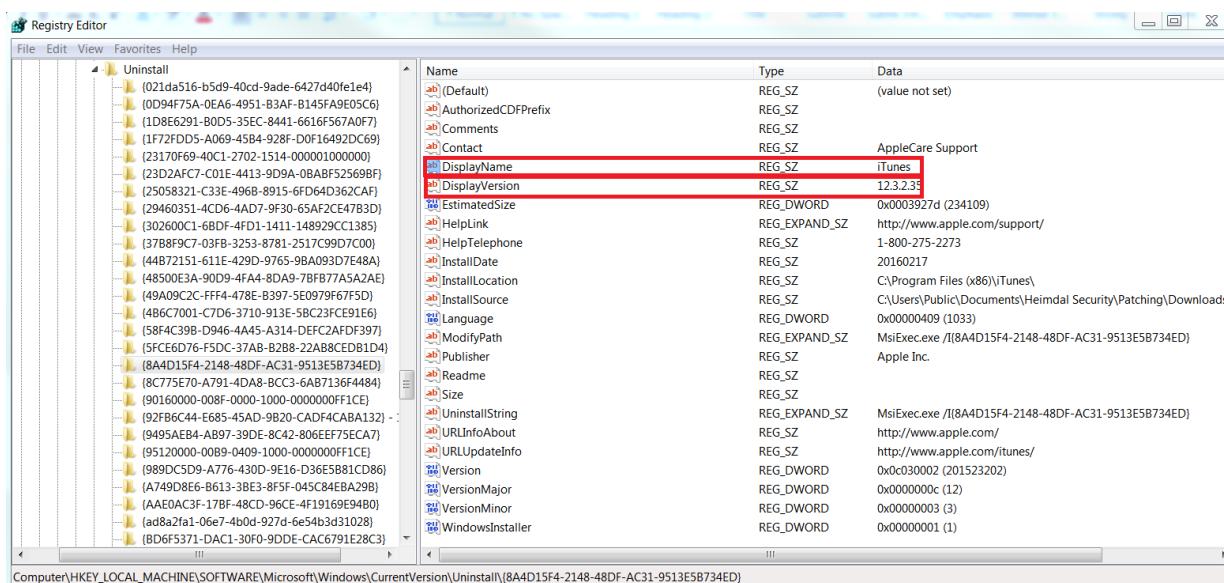 Registry Editor
File Edit View Favorites Help
Uninstall
{021da516-b5d9-40cd-9ade-6427d40fe1e4}
{0D94F75A-0EA6-4951-B3AF-B145FA9E05C6}
{1D8E6291-B0D5-35EC-8441-6616F567A0F7}
{1F72FDD5-A069-45B4-928F-D0F16492DC69}
{23170F69-40C1-2702-1514-000001000000}
{23D2AFC7-C01E-4413-9D9A-0BABF52569BF}
{25058321-C33E-496B-8915-6FD64D362CAF}
{29460351-4CD6-4AD7-9F30-65AF2CE47B3D}
{302600C1-6BDF-4FD1-1411-148929CC1385}
{37B8F9C7-03FB-3253-8781-2517C99D7C00}
{44B72151-611E-429D-9765-9BA093D7E48A}
{48500E3A-90D9-4FA4-8DA9-7BFB77A5A2AE}
{49A09C2C-FFF4-478E-B397-5E0979F67F5D}
{4B6C7001-C7D6-3710-913E-5BC23FCE91E6}
{58F4C39B-D946-4A45-A314-DEFC2AFDF397}
{5FCE6D76-F5DC-37AB-B2B8-22AB8CEDB1D4}
{8A4D15F4-2148-48DF-AC31-9513E5B734ED}
{8C775E70-A791-4DA8-BCC3-6AB7136F4484}
{90160000-008F-0000-1000-0000000FF1CE}
{92FB6C44-E685-45AD-9B20-CADF4CABA132} -
{9495AEB4-AB97-39DE-8C42-806EEF75ECA7}
{95120000-00B9-0409-1000-0000000FF1CE}
{989DC5D9-A776-430D-9E16-D36E5B81CD86}
{A749D8E6-B613-3BE3-8F5F-045C84EBA29B}
{AAE0AC3F-17BF-48CD-96CE-4F19169E94B0}
{ad8a2fa1-06e7-4b0d-927d-6e54b3d31028}
{BD6F5371-DAC1-30F0-9DDE-CAC6791E28C3}
Name Type Data
(Default) REG_SZ (value not set)
AuthorizedCDFPrefix REG_SZ
Comments REG_SZ
Contact REG_SZ AppleCare Support
DisplayName REG_SZ iTunes
DisplayVersion REG_SZ 12.3.2.35
EstimatedSize REG_DWORD 0x0003927d (234109)
HelpLink REG_EXPAND_SZ http://www.apple.com/support/
HelpTelephone REG_SZ 1-800-275-2273
InstallDate REG_SZ 20160217
InstallLocation REG_SZ C:\Program Files (x86)\iTunes\
InstallSource REG_SZ C:\Users\Public\Documents\Heimdal Security\Patching\Downloads
Language REG_DWORD 0x00000409 (1033)
ModifyPath REG_EXPAND_SZ MsiExec.exe /I{8A4D15F4-2148-48DF-AC31-9513E5B734ED}
Publisher REG_SZ Apple Inc.
Readme REG_SZ
Size REG_SZ
UninstallString REG_EXPAND_SZ MsiExec.exe /I{8A4D15F4-2148-48DF-AC31-9513E5B734ED}
URLInfoAbout REG_SZ http://www.apple.com/
URLUpdateInfo REG_SZ http://www.apple.com/itunes/
Version REG_DWORD 0x0c030002 (201523202)
VersionMajor REG_DWORD 0x0000000c (12)
VersionMinor REG_DWORD 0x00000003 (3)
WindowsInstaller REG_DWORD 0x00000001 (1)
Computer\HKEY_LOCAL_MACHINE\SOFTWARE\Microsoft\Windows\CurrentVersion\Uninstall\{8A4D15F4-2148-48DF-AC31-9513E5B734ED}